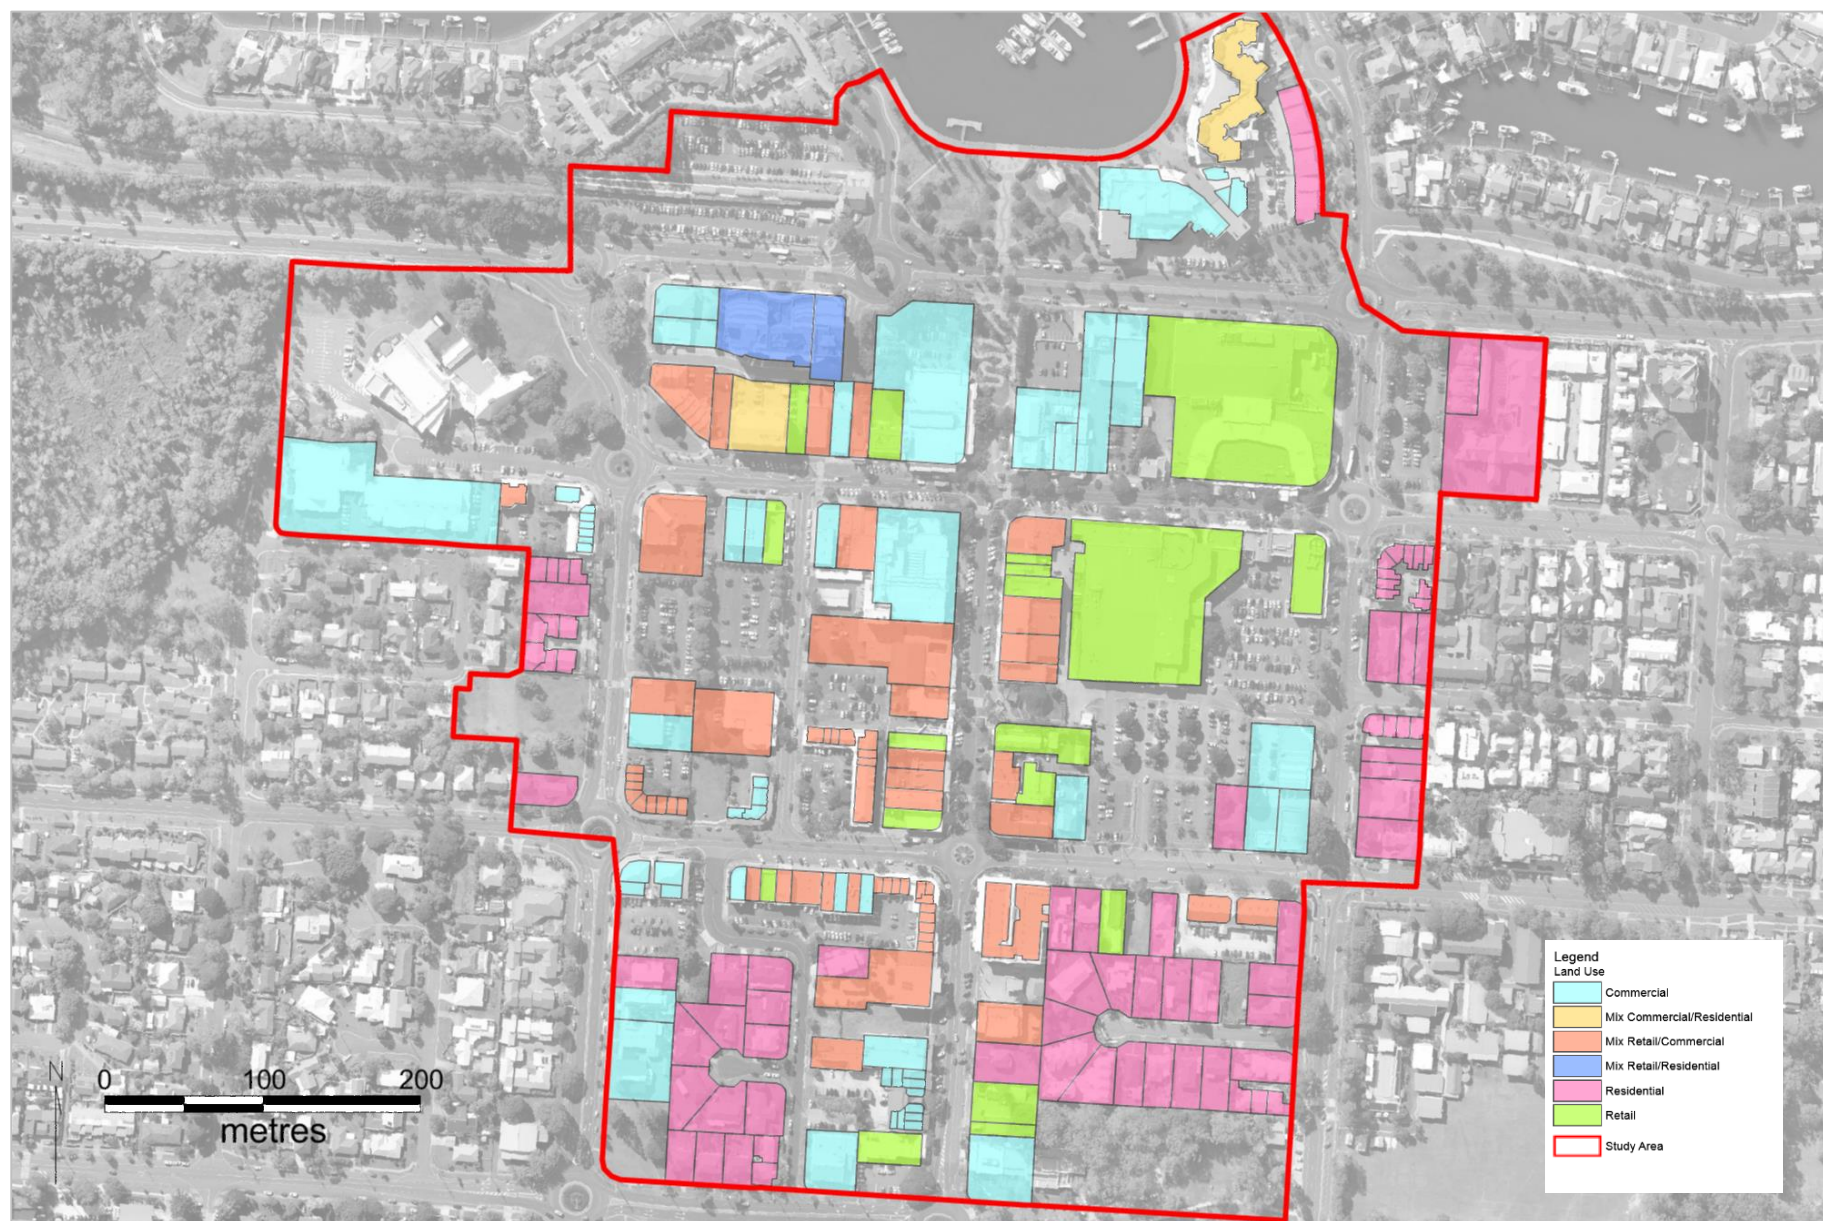 Legend
Land Use
Commercial
Mix Commercial/Residential
Mix Retail/Commercial
Mix Retail/Residential
Residential
Retail
Study Area
N
0 100 200
metres